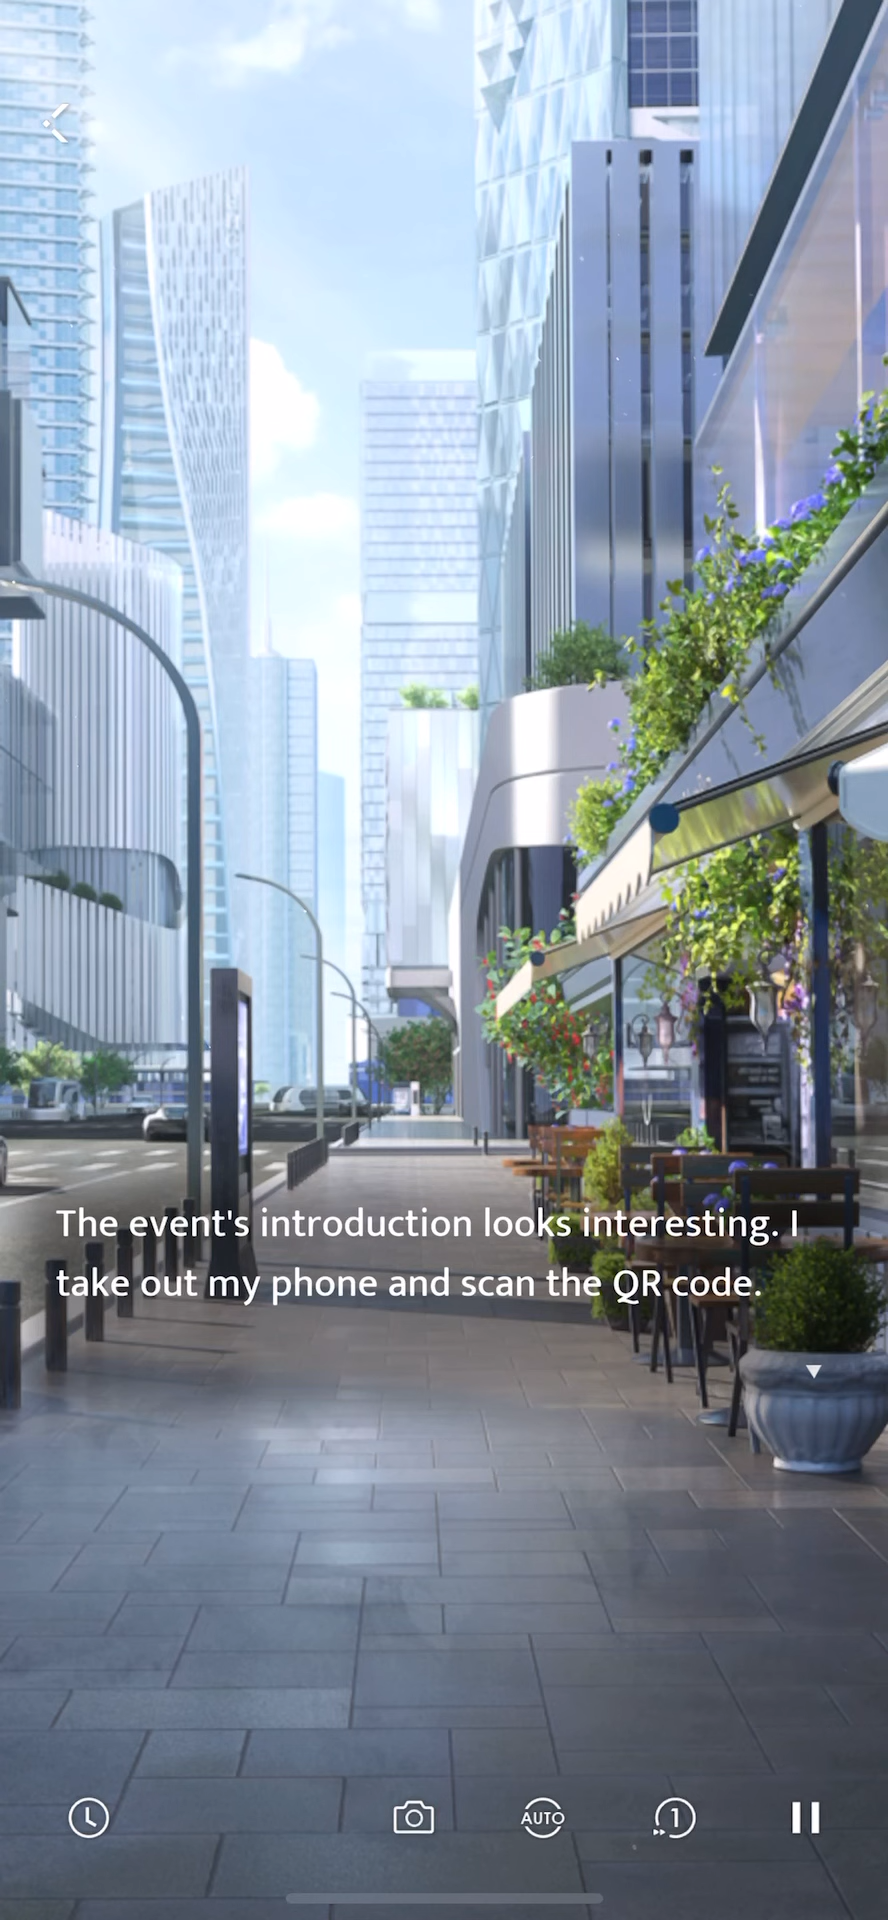 The event's introduction looks interesting. I
take out my phone and scan the QR code.
AUTO
1